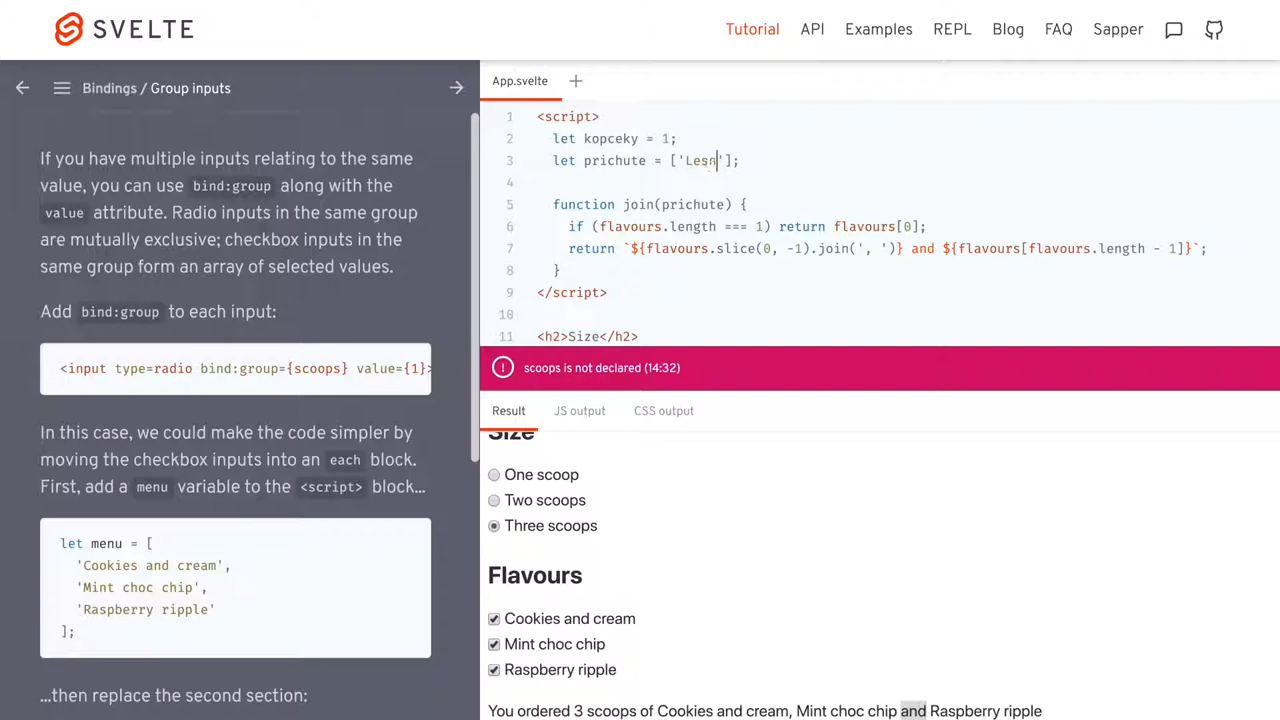 SVELTE
Tutorial API Examples REPL Blog FAQ Sapper
Bindings / Group inputs
If you have multiple inputs relating to the same
value, you can use bind:group along with the
value attribute. Radio inputs in the same group
are mutually exclusive; checkbox inputs in the
same group form an array of selected values.
Add bind:group to each input:
<input type=radio bind:group={scoops} value={1}>
In this case, we could make the code simpler by
moving the checkbox inputs into an each block.
First, add a menu variable to the <script> block...
let menu = [
'Cookies and cream',
'Mint choc chip',
'Raspberry ripple'
];
...then replace the second section:
App.svelte +
1 <script>
2 let kopceky = 1;
3 let prichute = ['Lesn'];
4
5 function join(prichute) {
6 if (flavours.length === 1) return flavours[0];
7 return `${flavours.slice(0, -1).join(', ')} and ${flavours[flavours.length - 1]}`;
8 }
9 </script>
10
11 <h2>Size</h2>
! scoops is not declared (14:32)
Result JS output CSS output
Size
One scoop
Two scoops
Three scoops
Flavours
Cookies and cream
Mint choc chip
Raspberry ripple
You ordered 3 scoops of Cookies and cream, Mint choc chip and Raspberry ripple